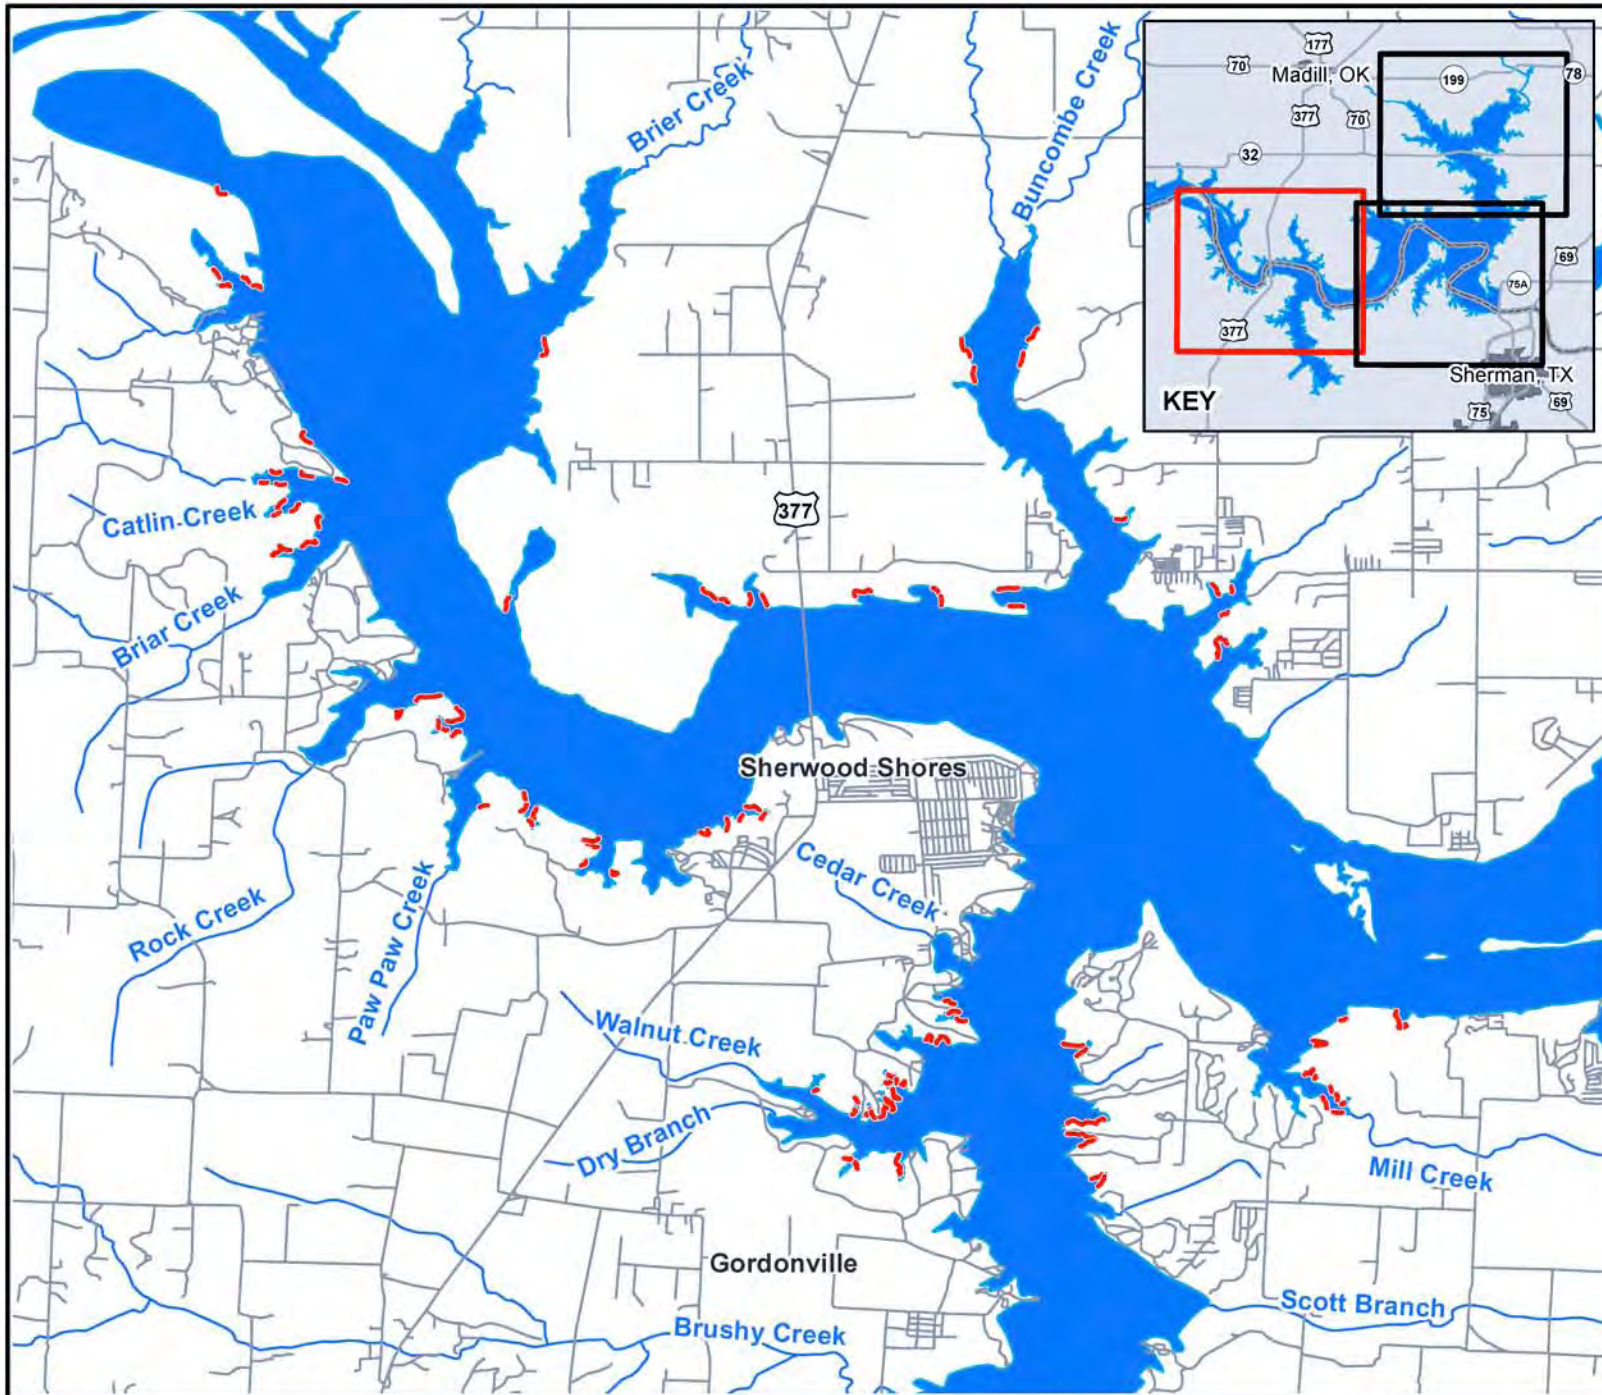 Brier Creek
Buncombe Creek
177
70
Madill, OK
199
78
377
70
32
69
75A
377
Sherman, TX
KEY
75
69
377
Catlin Creek
Briar Creek
Sherwood Shores
Cedar Creek
Rock Creek
Paw Paw Creek
Walnut Creek
Dry Branch
Mill Creek
Gordonville
Scott Branch
Brushy Creek